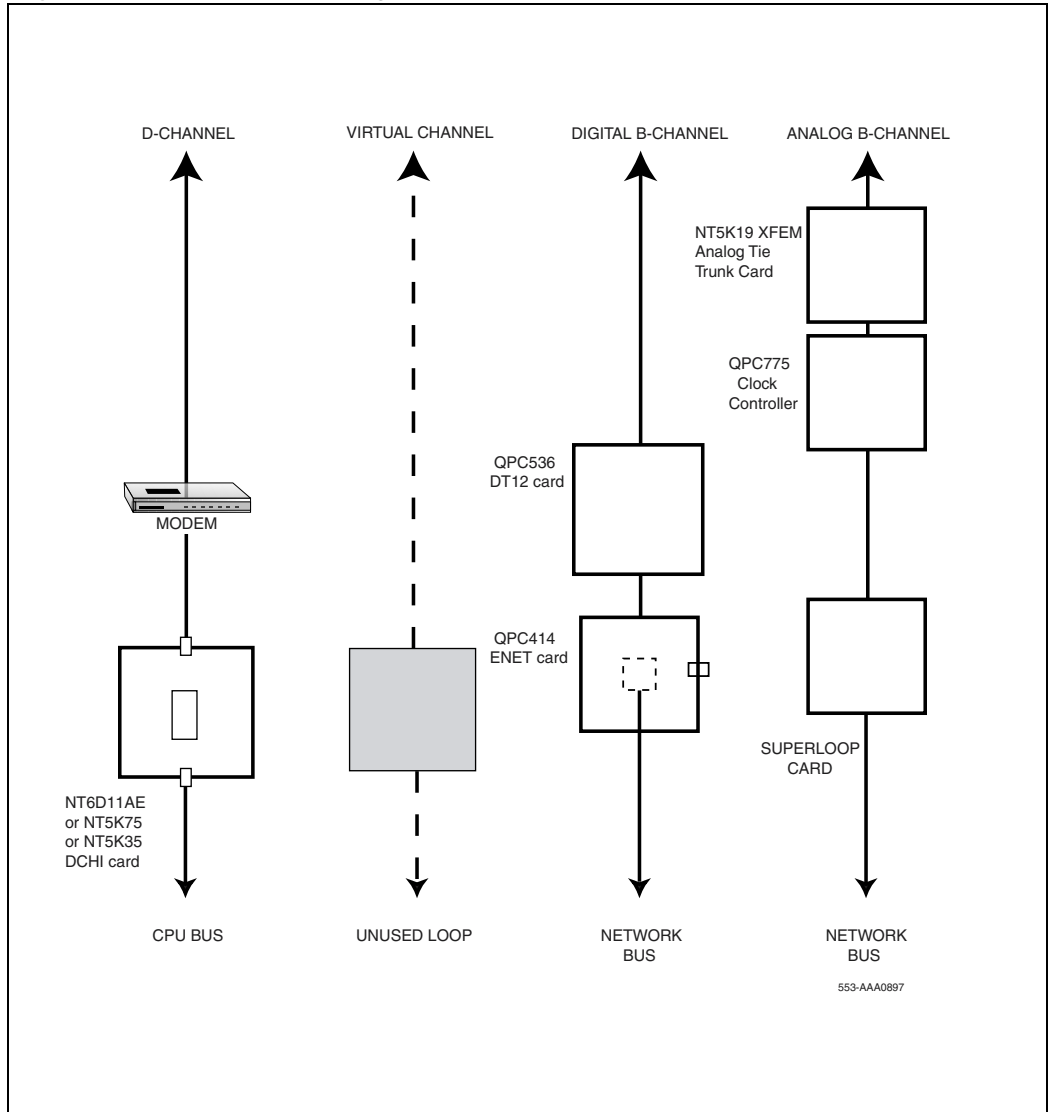 D-CHANNEL
VIRTUAL CHANNEL
DIGITAL B-CHANNEL
ANALOG B-CHANNEL
NT5K19 XFEM
Analog Tie
Trunk Card
QPC775
Clock
Controller
QPC536
DT12 card
MODEM
QPC414
ENET card
SUPERLOOP
CARD
NT6D11AE
or NT5K75
or NT5K35
DCHI card
CPU BUS
UNUSED LOOP
NETWORK
BUS
NETWORK
BUS
553-AAA0897